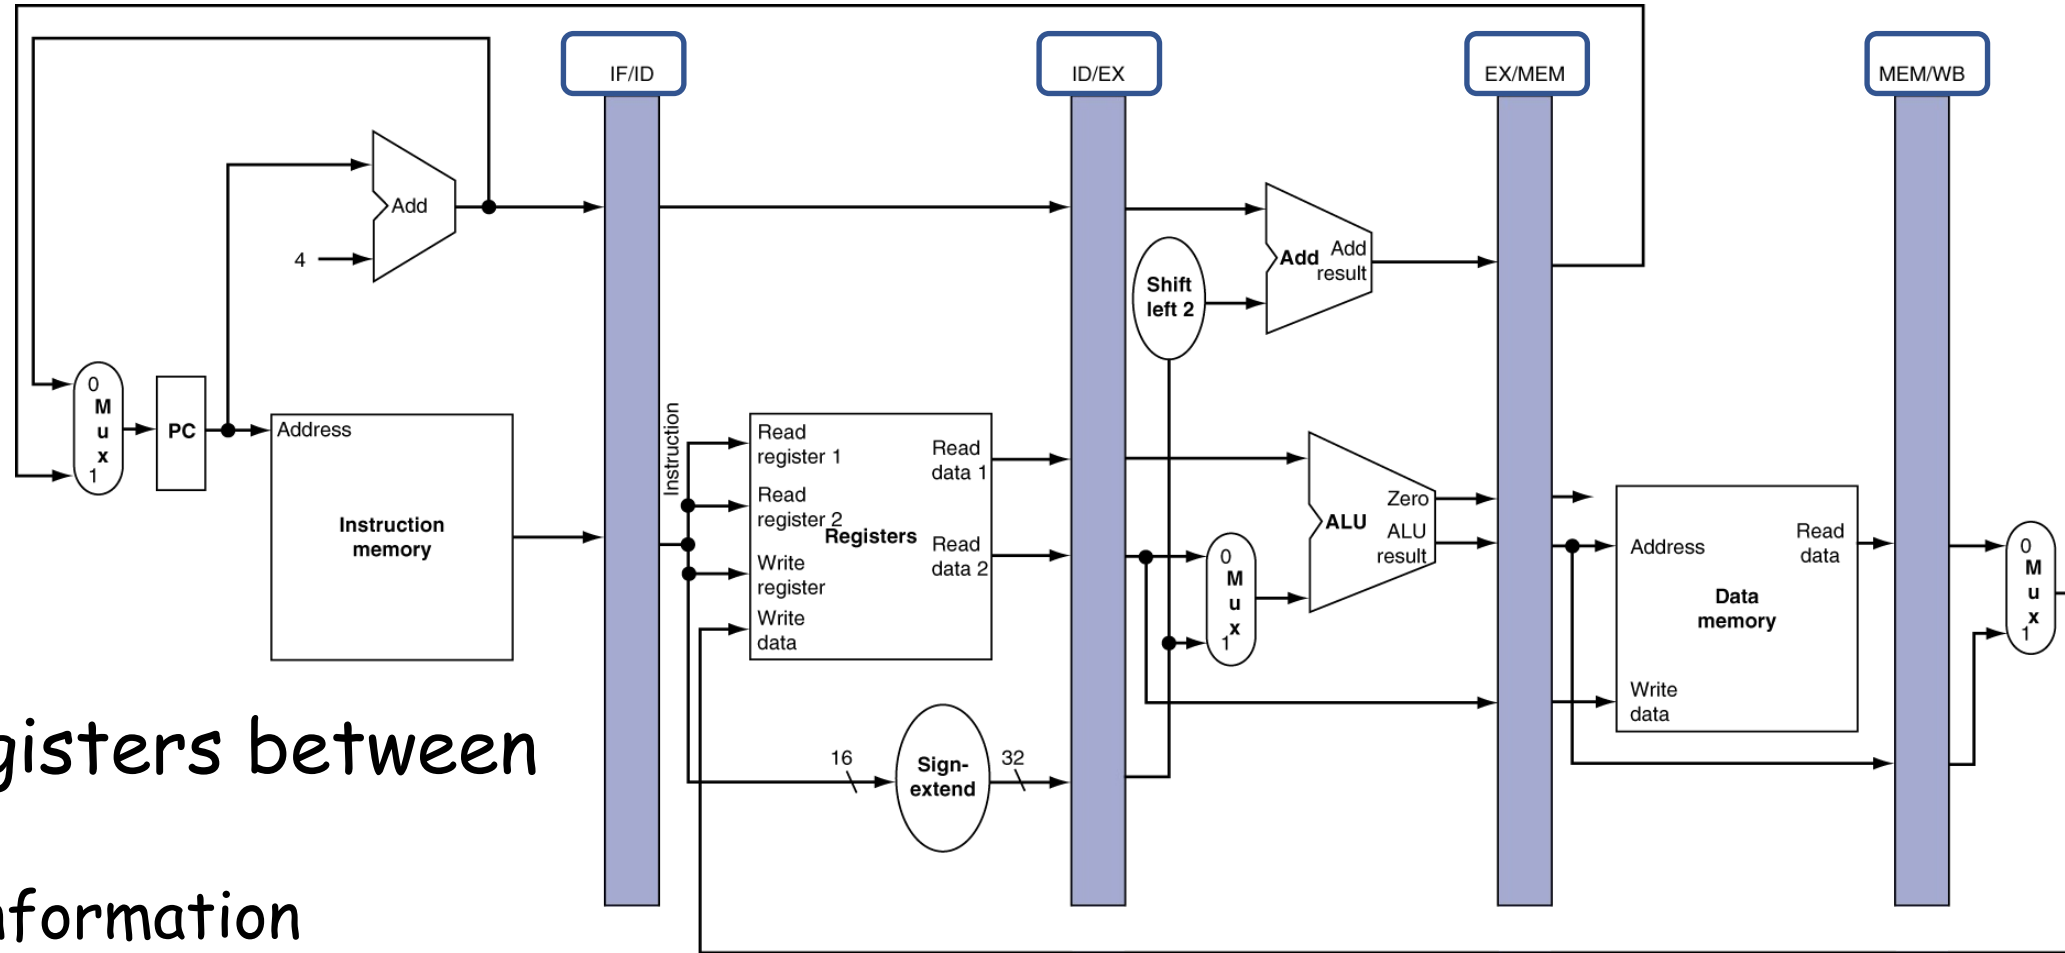 IF/ID
ID/EX
EX/MEM
MEM/WB
Add
4
Add
Add
result
Shift
left 2
0
M
u
x
1
PC
Address
Instruction
memory
Instruction
Read
register 1
Read
register 2
Write
register
Write
data
Registers
Read
data 1
Read
data 2
16
Sign-
extend
32
0
M
u
x
1
Zero
ALU
ALU
result
Address
Read
data
Data
memory
Write
data
0
M
u
x
1
between